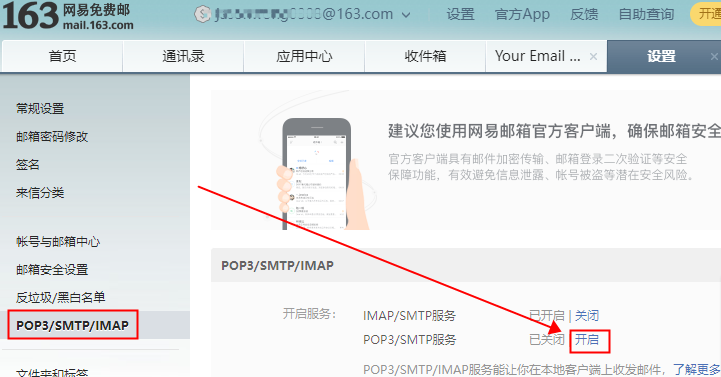 163 网易免费邮
mail.163.com
@163.com 设置 官方App 反馈 自助查询 开通
首页 通讯录 应用中心 收件箱 Your Email ... × 设置 ×
常规设置
邮箱密码修改
签名
来信分类
帐号与邮箱中心
邮箱安全设置
反垃圾/黑白名单
POP3/SMTP/IMAP
文件夹和标签
建议您使用网易邮箱官方客户端，确保邮箱安全
官方客户端具有邮件加密传输、邮箱登录二次验证等安全
保障功能，有效避免信息泄露、帐号被盗等潜在安全风险。
POP3/SMTP/IMAP
开启服务： IMAP/SMTP服务 已开启 | 关闭
POP3/SMTP服务 已关闭 开启
POP3/SMTP/IMAP服务能让你在本地客户端上收发邮件，了解更多